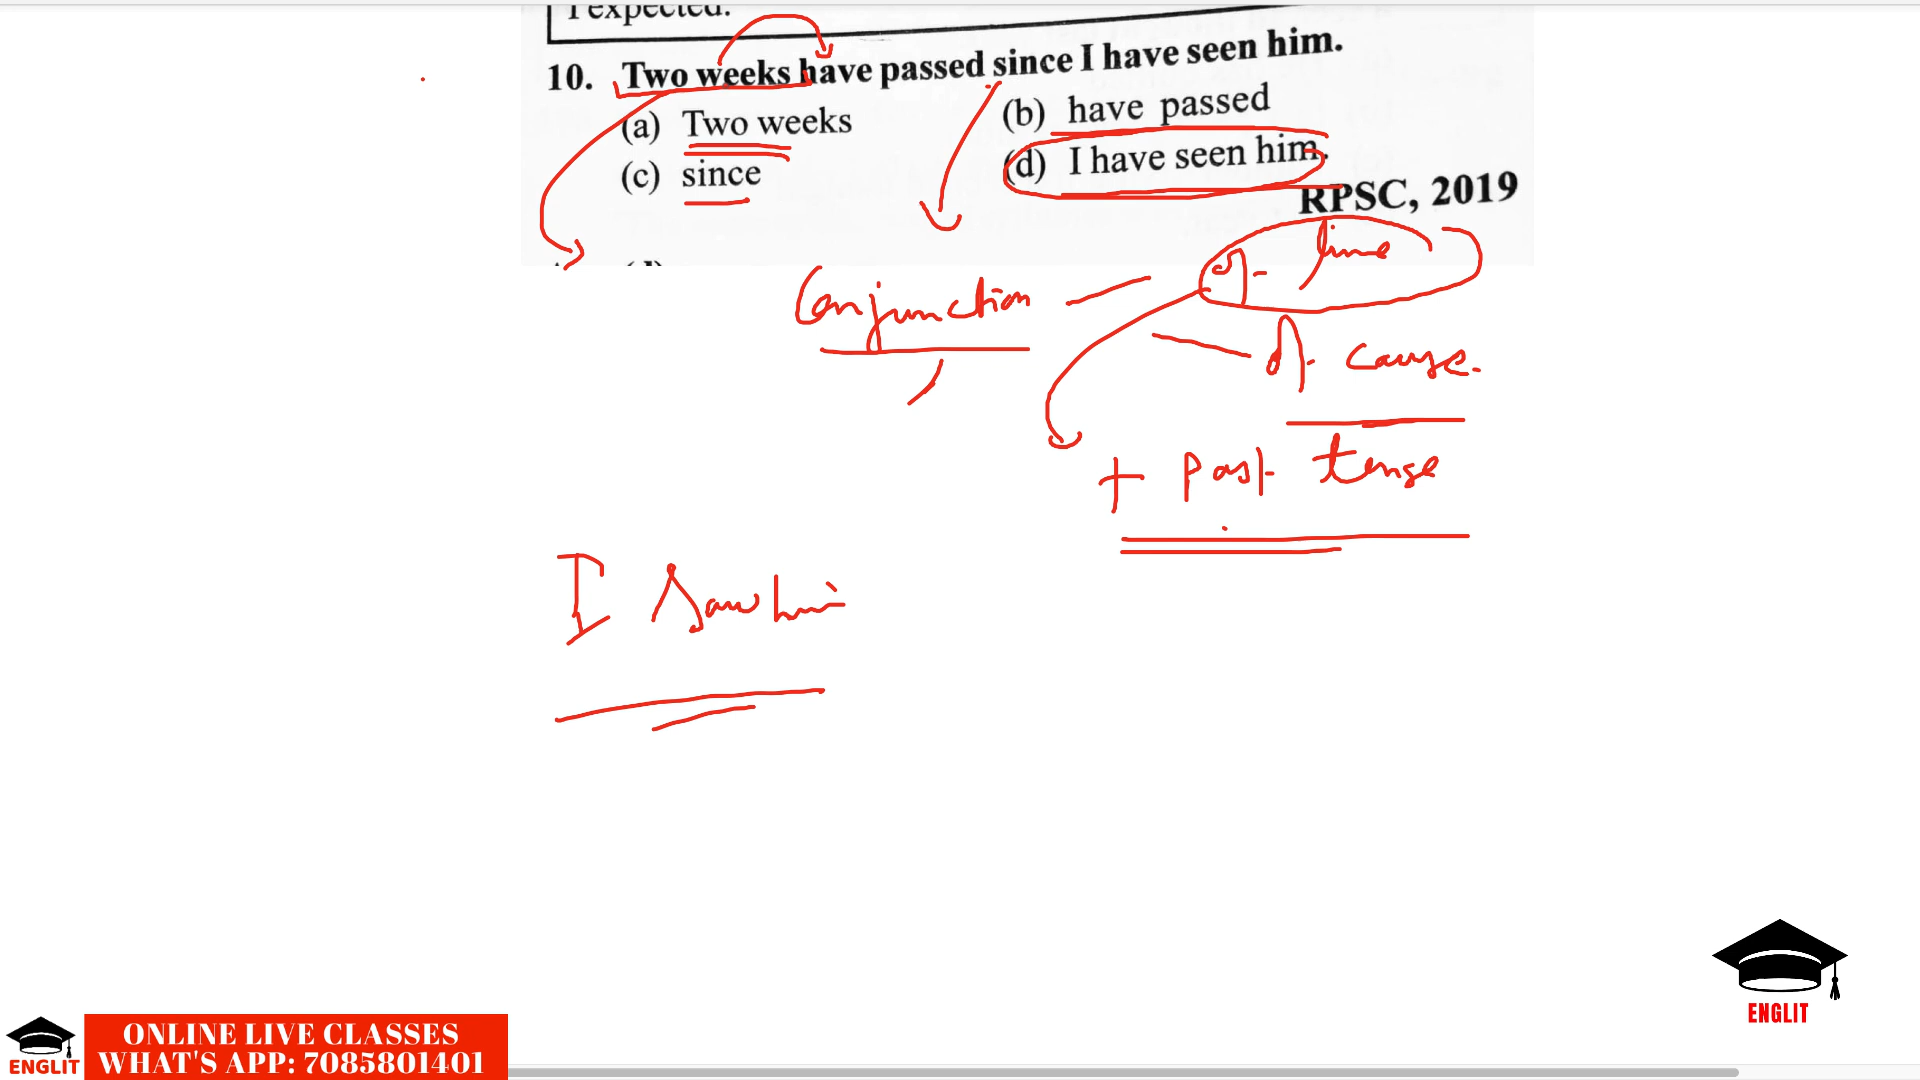 I expected.
10. Two weeks have passed since I have seen him.
(a) Two weeks
(b) have passed
(c) since
(d) I have seen him.
RPSC, 2019
Conjunction
of time
of cause.
+ Past tense
I saw him
ENGLIT
ENGLIT
ONLINE LIVE CLASSES
WHAT'S APP: 7085801401